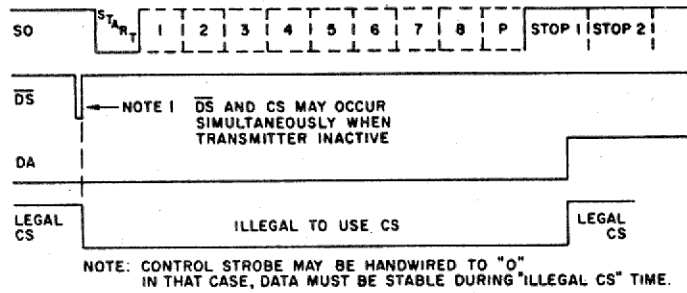 SO START 1 2 3 4 5 6 7 8 P STOP 1 STOP 2
DS
NOTE 1 DS AND CS MAY OCCUR
SIMULTANEOUSLY WHEN
TRANSMITTER INACTIVE
DA
LEGAL
CS
ILLEGAL TO USE CS
LEGAL
CS
NOTE: CONTROL STROBE MAY BE HANDWIRED TO "0"
IN THAT CASE, DATA MUST BE STABLE DURING "ILLEGAL CS" TIME.